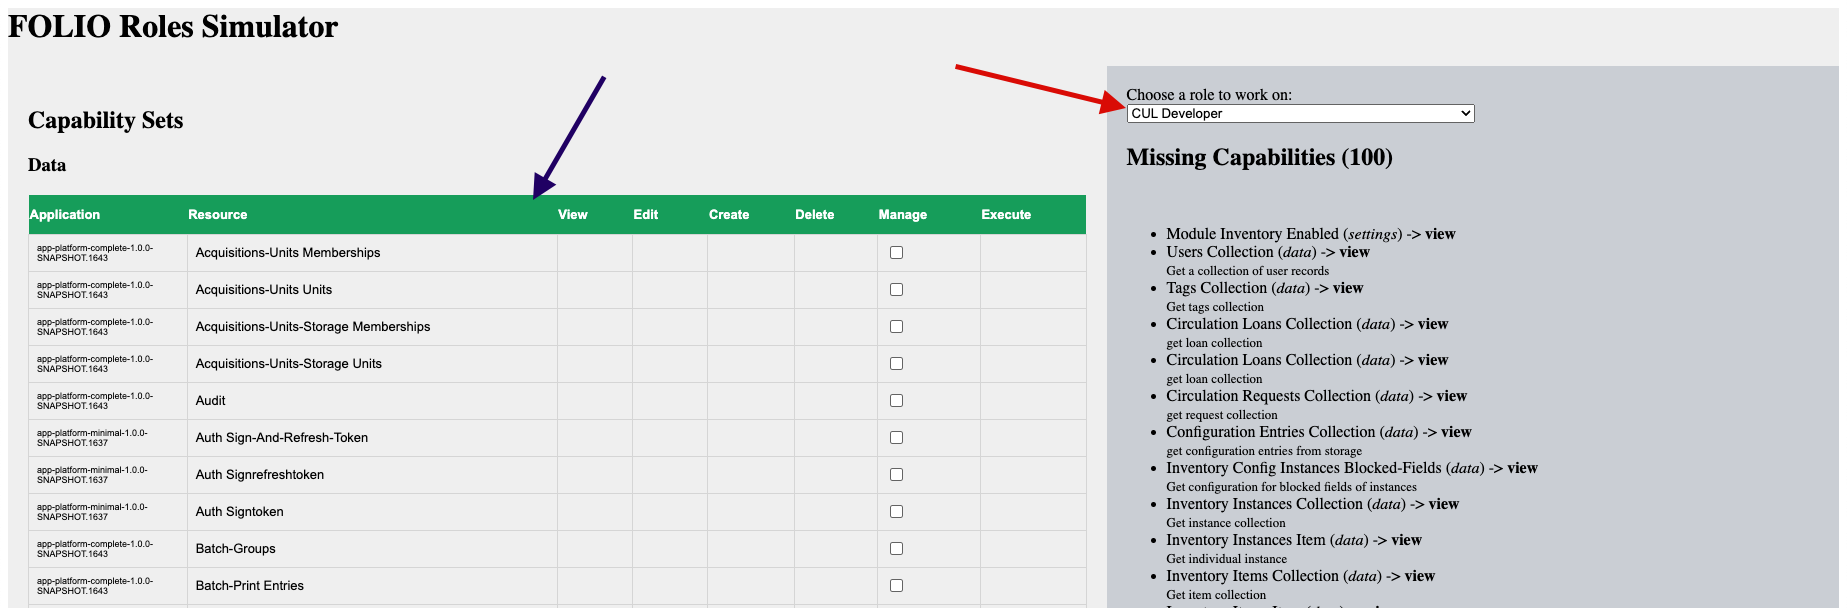 FOLIO Roles Simulator
Capability Sets
Data
Application Resource View Edit Create Delete Manage Execute
app-platform-complete-1.0.0-
SNAPSHOT.1643
Acquisitions-Units Memberships
app-platform-complete-1.0.0-
SNAPSHOT.1643
Acquisitions-Units Units
app-platform-complete-1.0.0-
SNAPSHOT.1643
Acquisitions-Units-Storage Memberships
app-platform-complete-1.0.0-
SNAPSHOT.1643
Acquisitions-Units-Storage Units
app-platform-complete-1.0.0-
SNAPSHOT.1643
Audit
app-platform-minimal-1.0.0-
SNAPSHOT.1637
Auth Sign-And-Refresh-Token
app-platform-minimal-1.0.0-
SNAPSHOT.1637
Auth Signrefreshtoken
app-platform-minimal-1.0.0-
SNAPSHOT.1637
Auth Signtoken
app-platform-complete-1.0.0-
SNAPSHOT.1643
Batch-Groups
app-platform-complete-1.0.0-
SNAPSHOT.1643
Batch-Print Entries
Choose a role to work on:
CUL Developer
Missing Capabilities (100)
• Module Inventory Enabled (settings) -> view
• Users Collection (data) -> view
Get a collection of user records
• Tags Collection (data) -> view
Get tags collection
• Circulation Loans Collection (data) -> view
get loan collection
• Circulation Loans Collection (data) -> view
get loan collection
• Circulation Requests Collection (data) -> view
get request collection
• Configuration Entries Collection (data) -> view
get configuration entries from storage
• Inventory Config Instances Blocked-Fields (data) -> view
Get configuration for blocked fields of instances
• Inventory Instances Collection (data) -> view
Get instance collection
• Inventory Instances Item (data) -> view
Get individual instance
• Inventory Items Collection (data) -> view
Get item collection